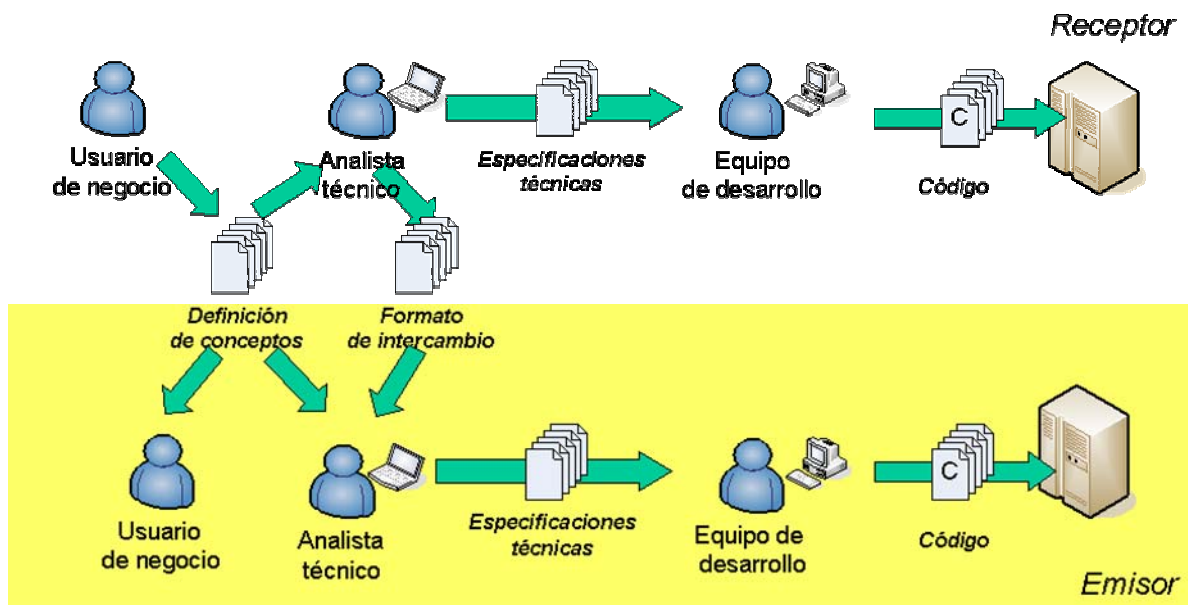 Receptor
Usuario
de negocio
Analista
técnico
Especificaciones
técnicas
Equipo
de desarrollo
C
Código
Definición
de conceptos
Formato
de intercambio
Usuario
de negocio
Analista
técnico
Especificaciones
técnicas
Equipo de
desarrollo
C
Código
Emisor